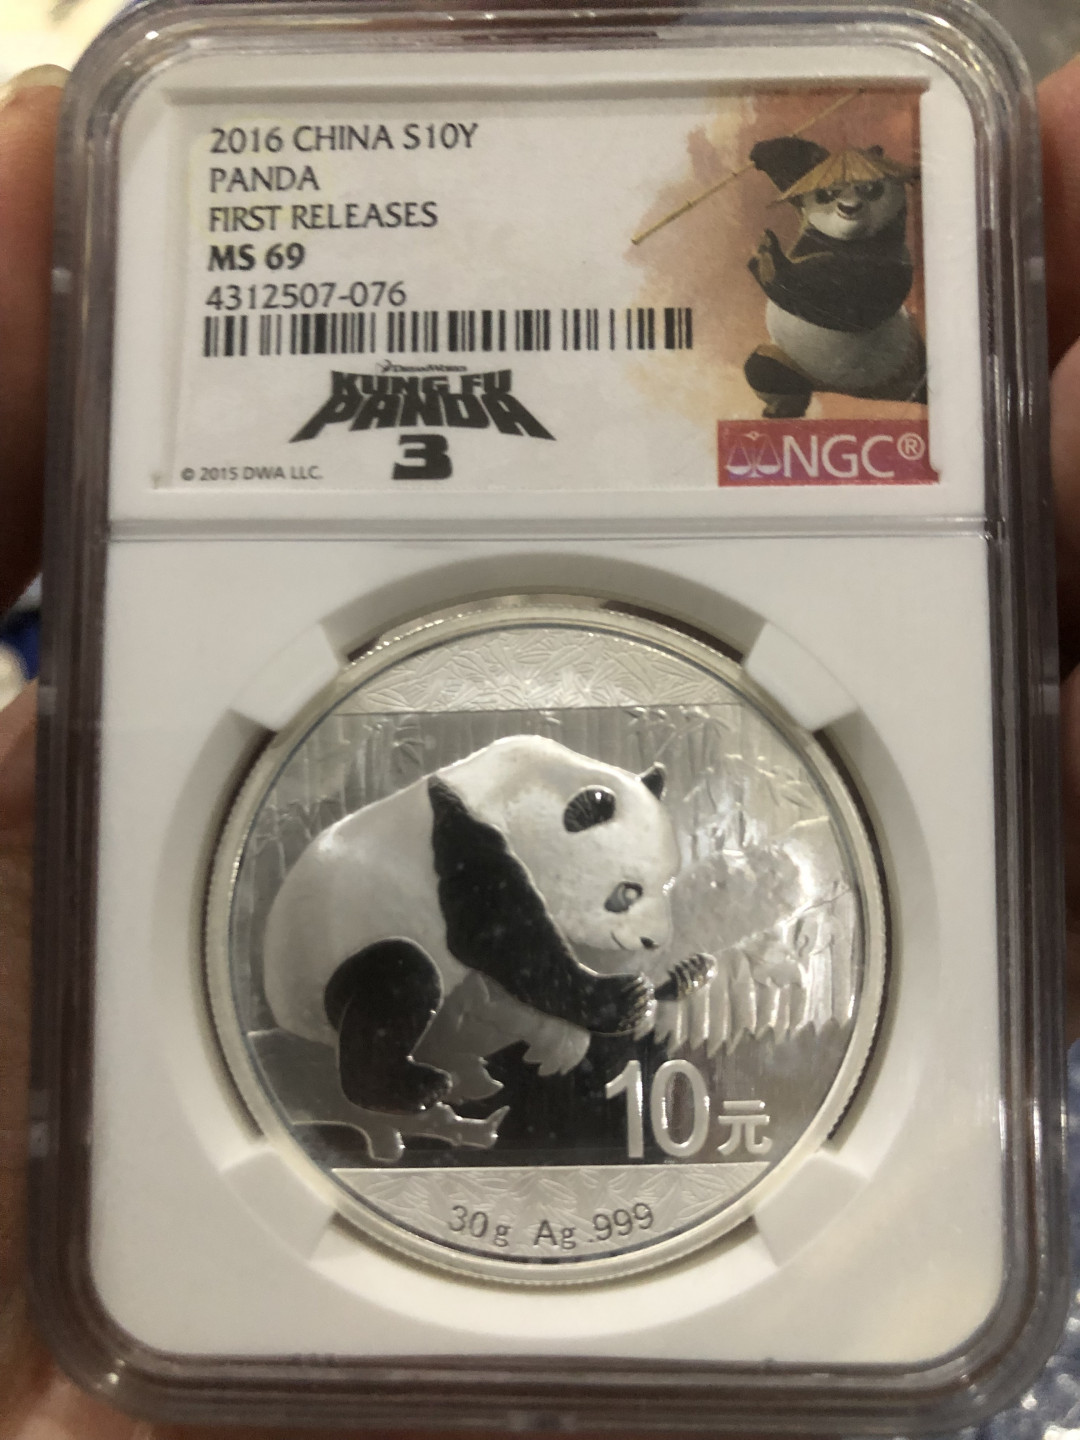 2016 CHINA S10Y
PANDA
FIRST RELEASES
MS 69
4312507-076
DREAMWORKS
KUNG FU
PANDA
3
© 2015 DWA LLC.
NGC®
10元
30g Ag .999